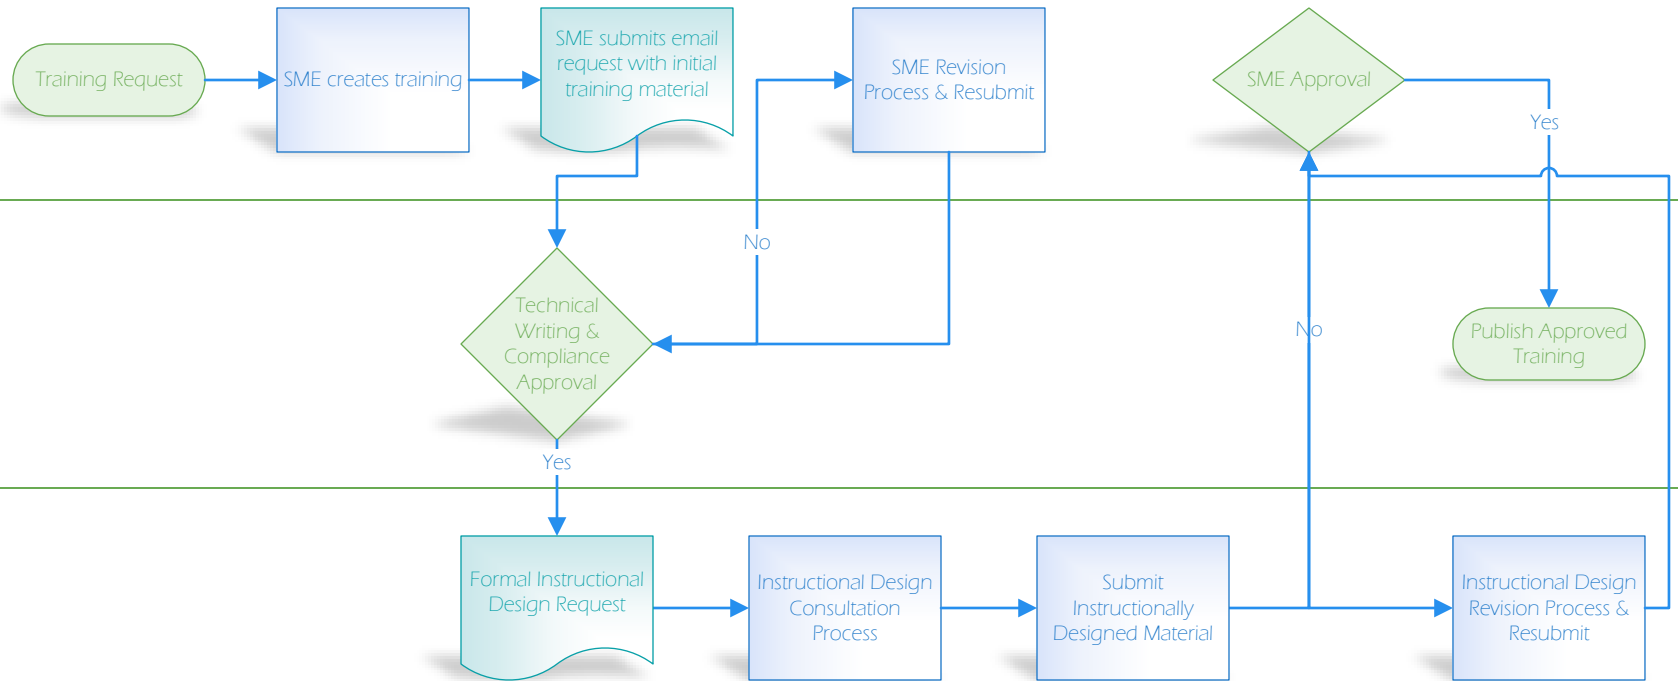 Training Request
SME creates training
SME submits email
request with initial
training material
SME Revision
Process & Resubmit
SME Approval
Yes
No
Technical
Writing &
Compliance
Approval
No
Publish Approved
Training
Yes
Formal Instructional
Design Request
Instructional Design
Consultation
Process
Submit
Instructionally
Designed Material
Instructional Design
Revision Process &
Resubmit